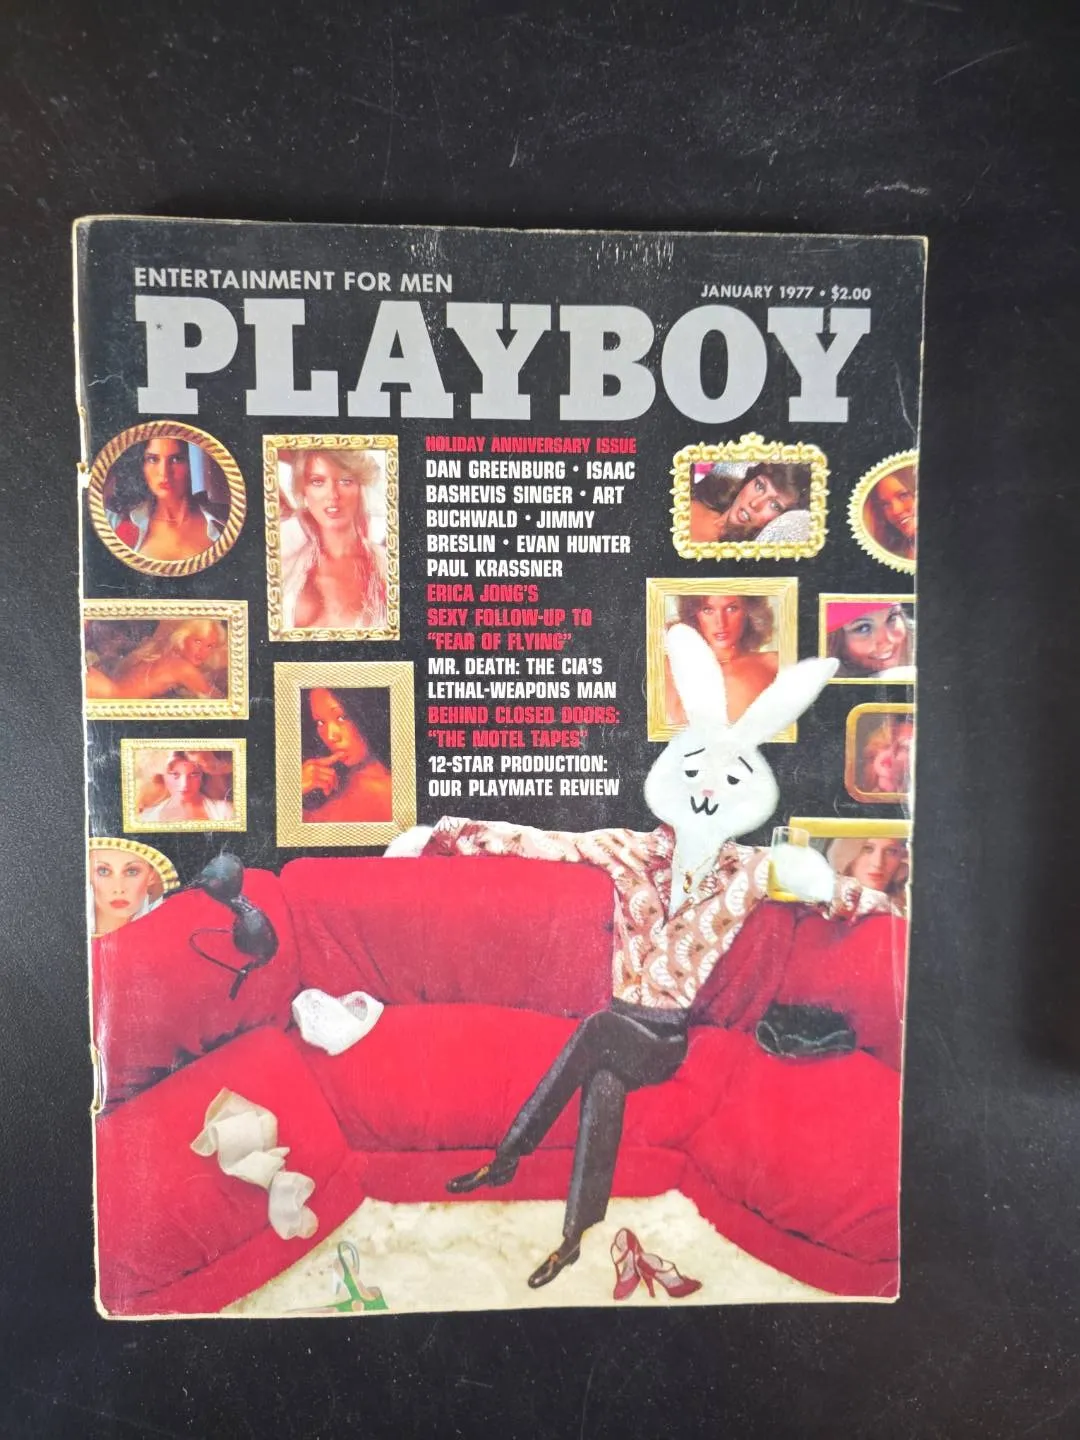 ENTERTAINMENT FOR MEN
JANUARY 1977 • $2.00
PLAYBOY
HOLIDAY ANNIVERSARY ISSUE
DAN GREENBURG • ISAAC
BASHEVIS SINGER • ART
BUCHWALD • JIMMY
BRESLIN • EVAN HUNTER
PAUL KRASSNER
ERICA JONG'S
SEXY FOLLOW-UP TO
"FEAR OF FLYING"
MR. DEATH: THE CIA'S
LETHAL-WEAPONS MAN
BEHIND CLOSED DOORS:
"THE MOTEL TAPES"
12-STAR PRODUCTION:
OUR PLAYMATE REVIEW